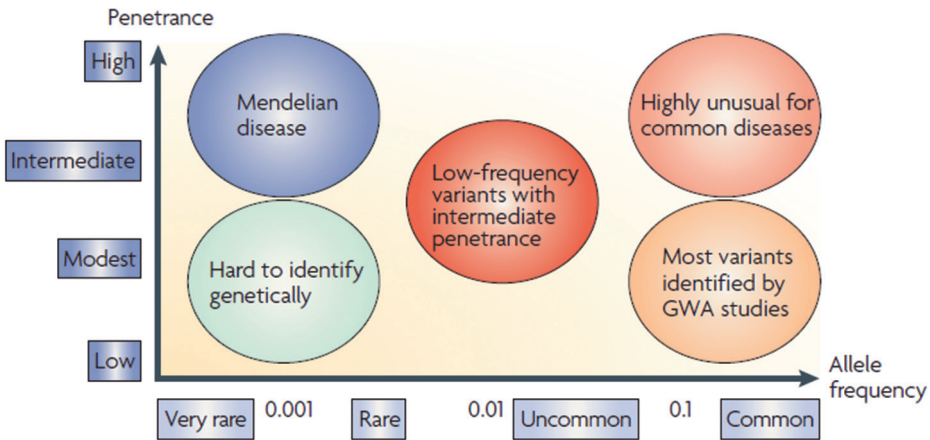 Penetrance
High
Intermediate
Modest
Low
Mendelian
disease
Highly unusual for
common diseases
Low-frequency
variants with
intermediate
penetrance
Hard to identify
genetically
Most variants
identified by
GWA studies
Allele
frequency
Very rare
0.001
Rare
0.01
Uncommon
0.1
Common